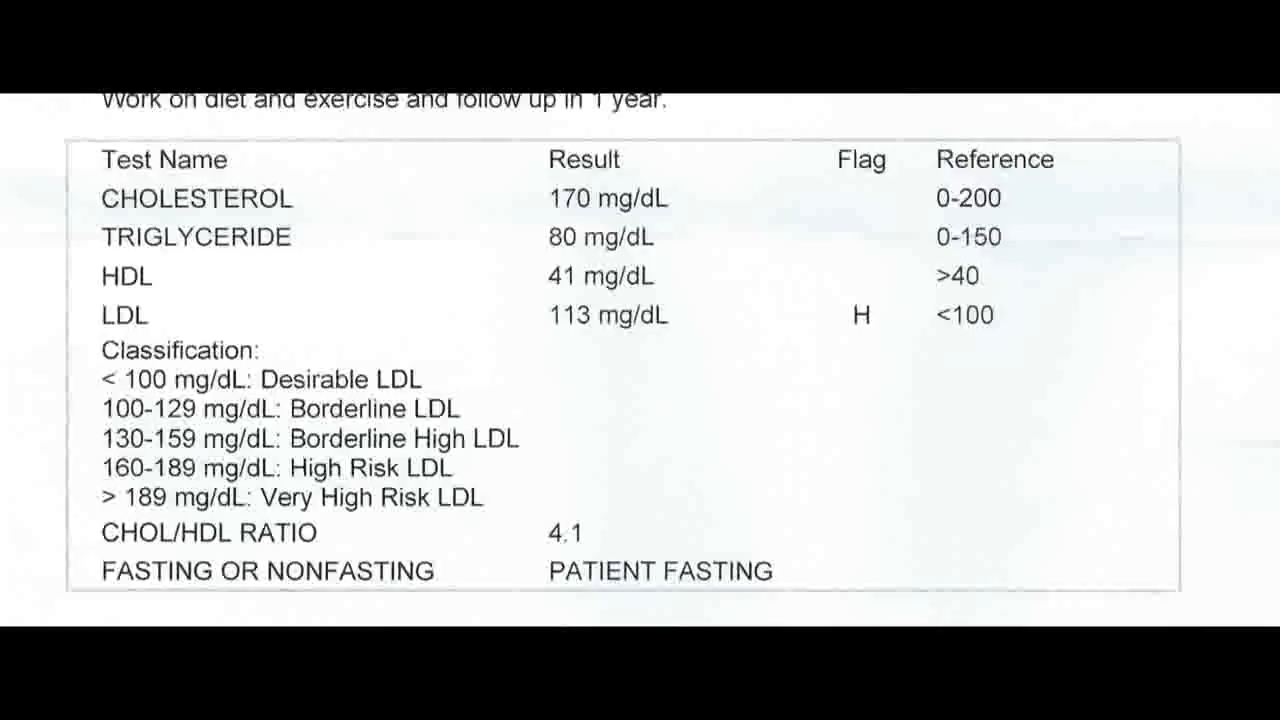 Work on diet and exercise and follow up in 1 year.
Test Name Result Flag Reference
CHOLESTEROL 170 mg/dL 0-200
TRIGLYCERIDE 80 mg/dL 0-150
HDL 41 mg/dL >40
LDL 113 mg/dL H <100
Classification:
< 100 mg/dL: Desirable LDL
100-129 mg/dL: Borderline LDL
130-159 mg/dL: Borderline High LDL
160-189 mg/dL: High Risk LDL
> 189 mg/dL: Very High Risk LDL
CHOL/HDL RATIO 4.1
FASTING OR NONFASTING PATIENT FASTING